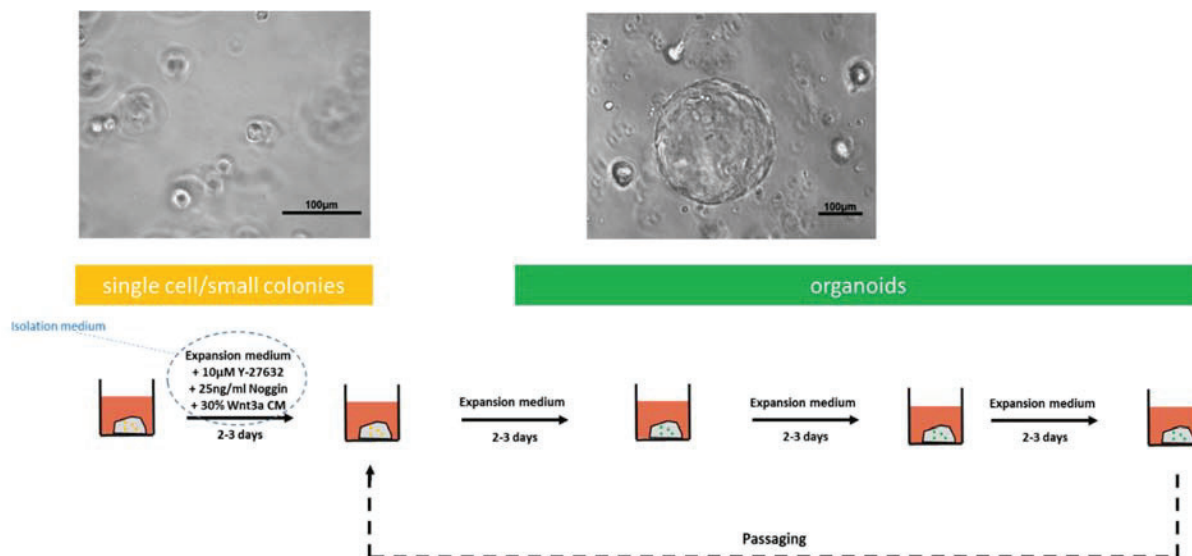 100µm
100µm
single cell/small colonies
organoids
Isolation medium
Expansion medium
+ 10µM Y-27632
+ 25ng/ml Noggin
+ 30% Wnt3a CM
2-3 days
Expansion medium
2-3 days
Expansion medium
2-3 days
Expansion medium
2-3 days
Passaging